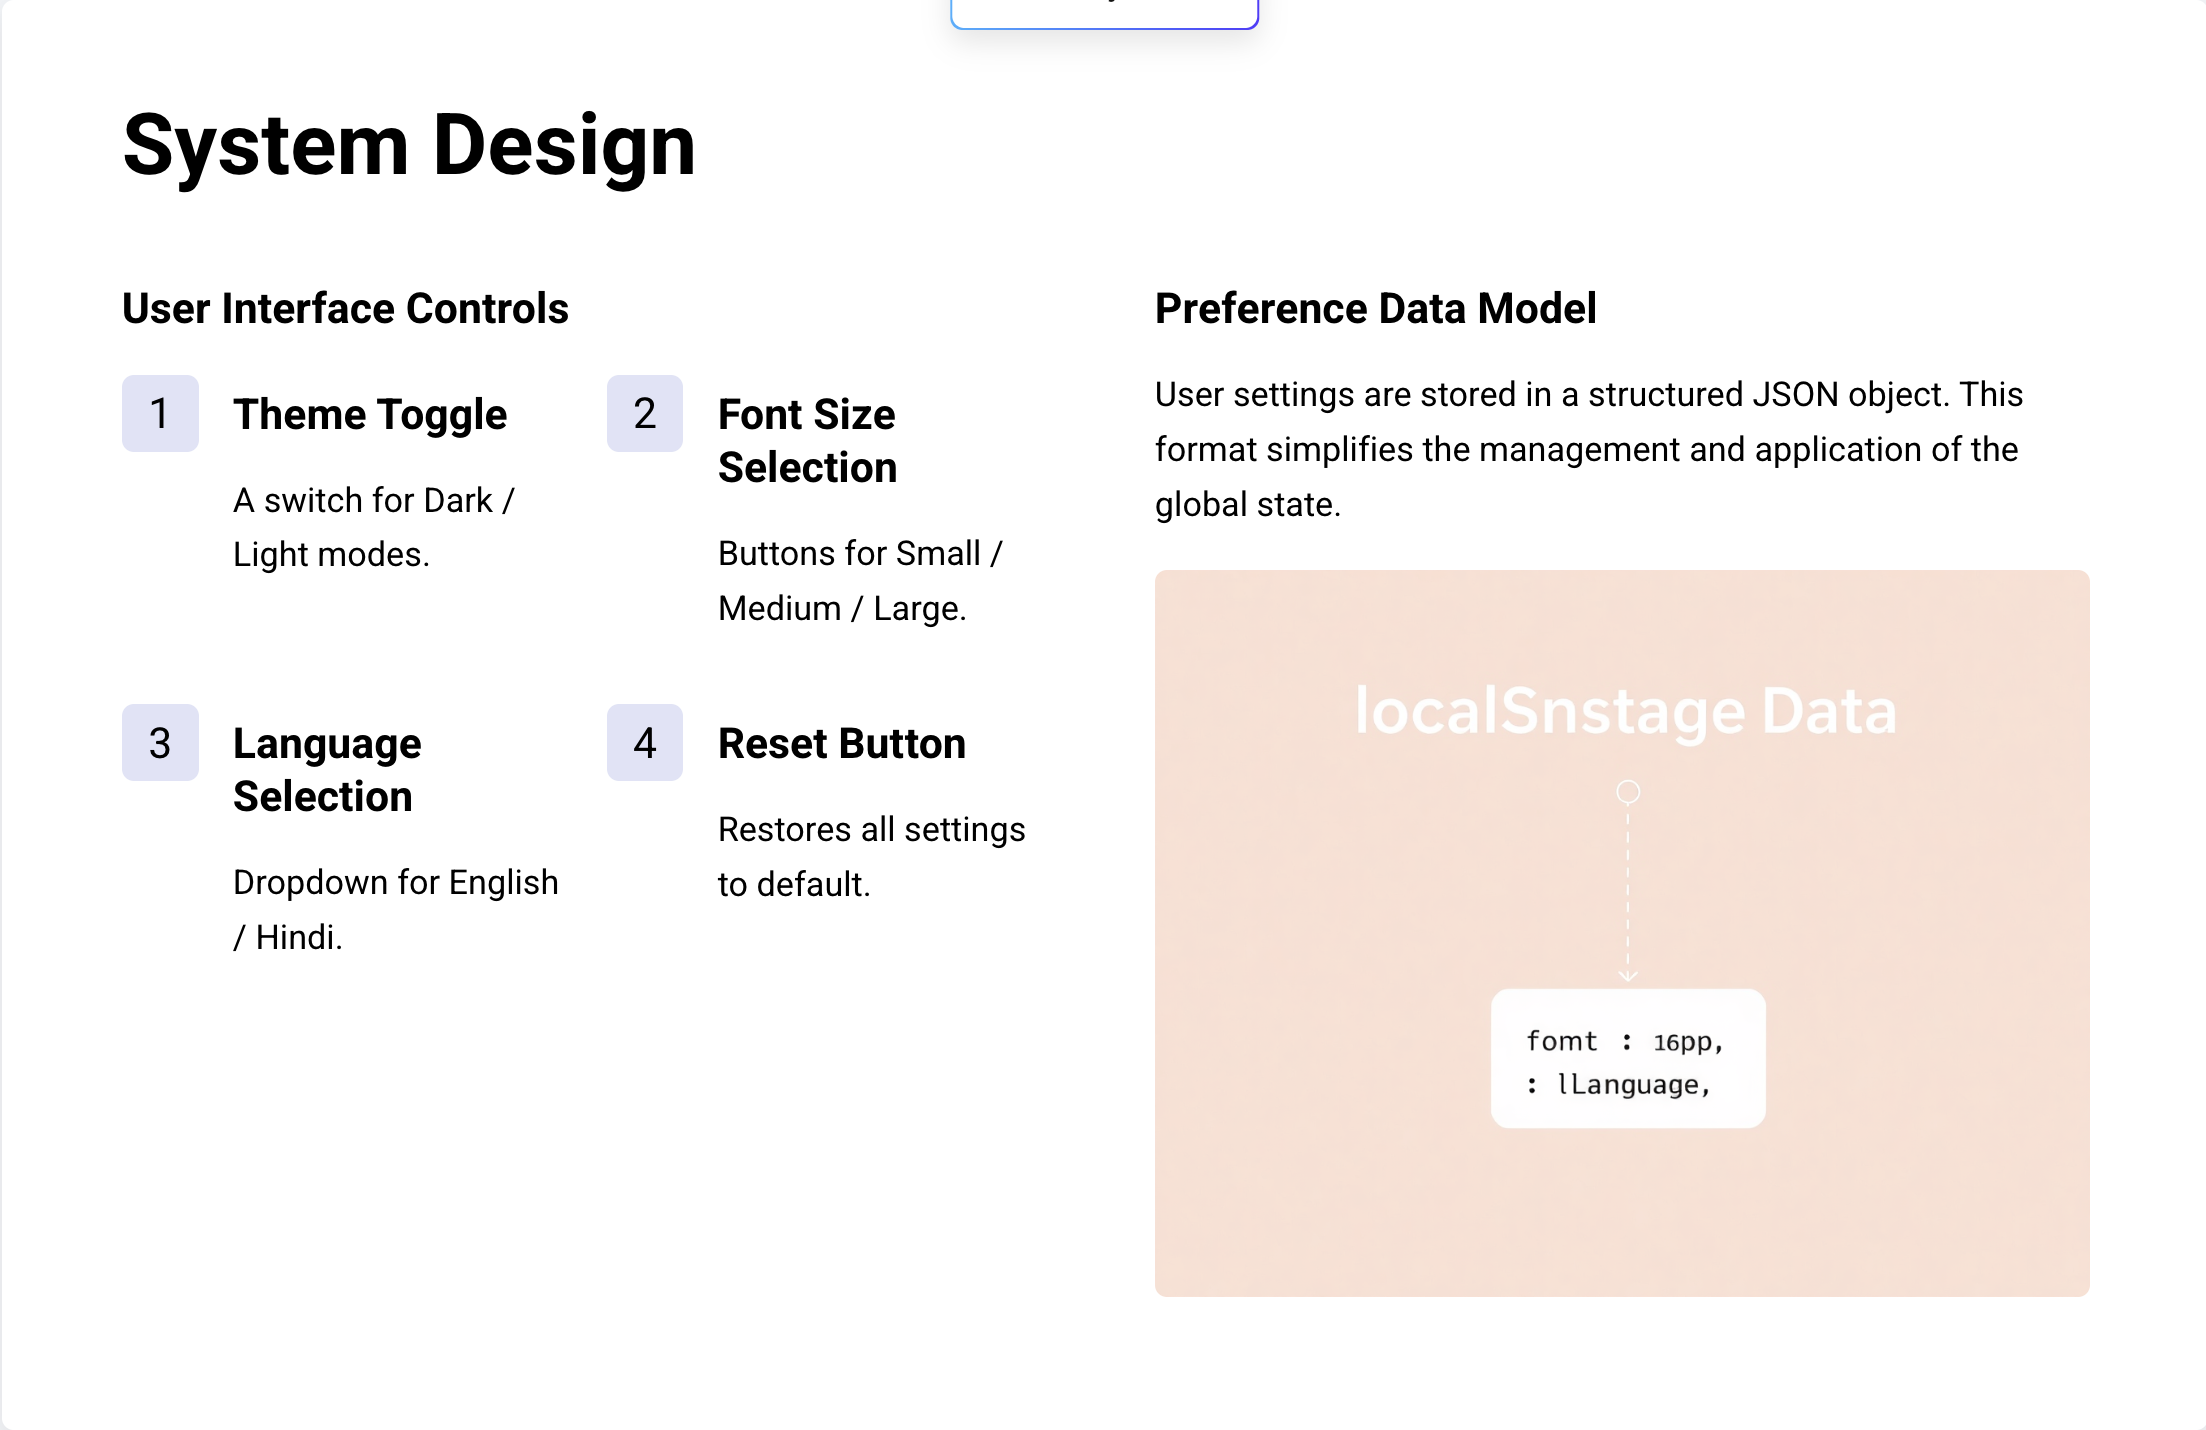 System Design
User Interface Controls
1
Theme Toggle
A switch for Dark /
Light modes.
2
Font Size
Selection
Buttons for Small /
Medium / Large.
3
Language
Selection
Dropdown for English
/ Hindi.
4
Reset Button
Restores all settings
to default.
Preference Data Model
User settings are stored in a structured JSON object. This
format simplifies the management and application of the
global state.
localSnstage Data
fomt : 16pp,
: lLanguage,